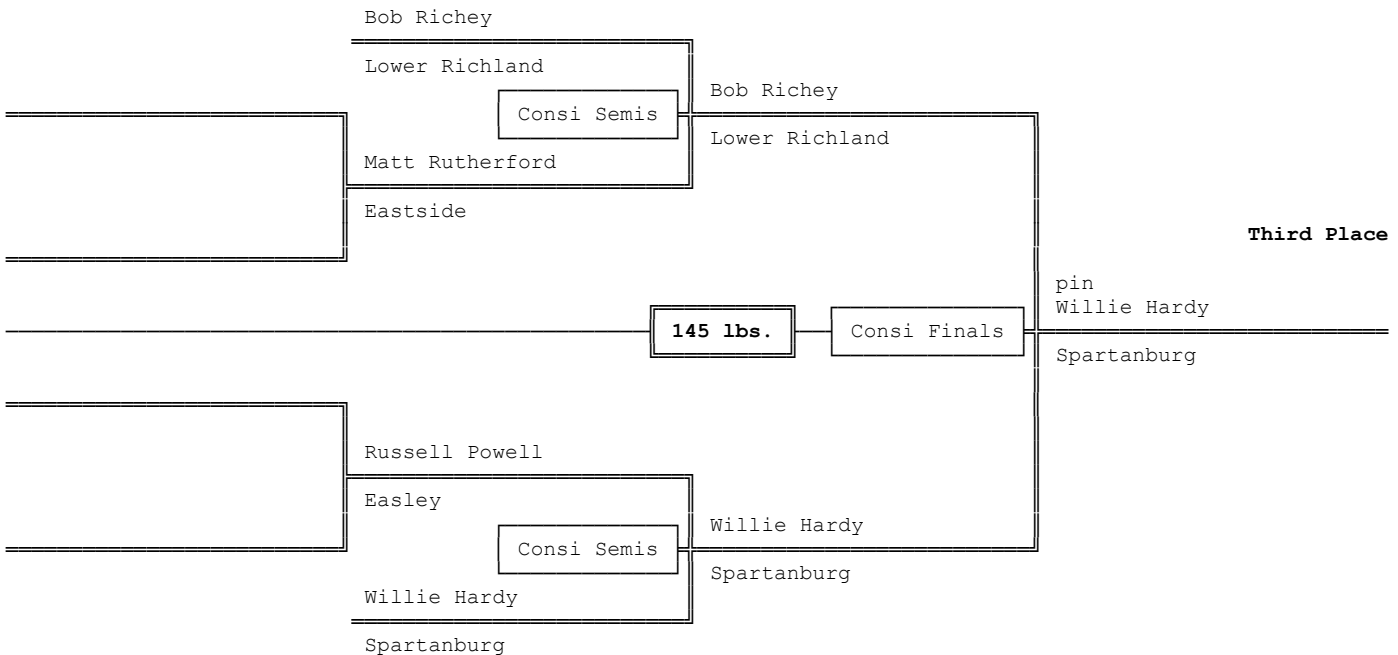 Bob Richey
Lower Richland
Consi Semis
Bob Richey
Lower Richland
Matt Rutherford
Eastside
Third Place
pin
Willie Hardy
145 lbs.
Consi Finals
Spartanburg
Russell Powell
Easley
Willie Hardy
Consi Semis
Spartanburg
Willie Hardy
Spartanburg